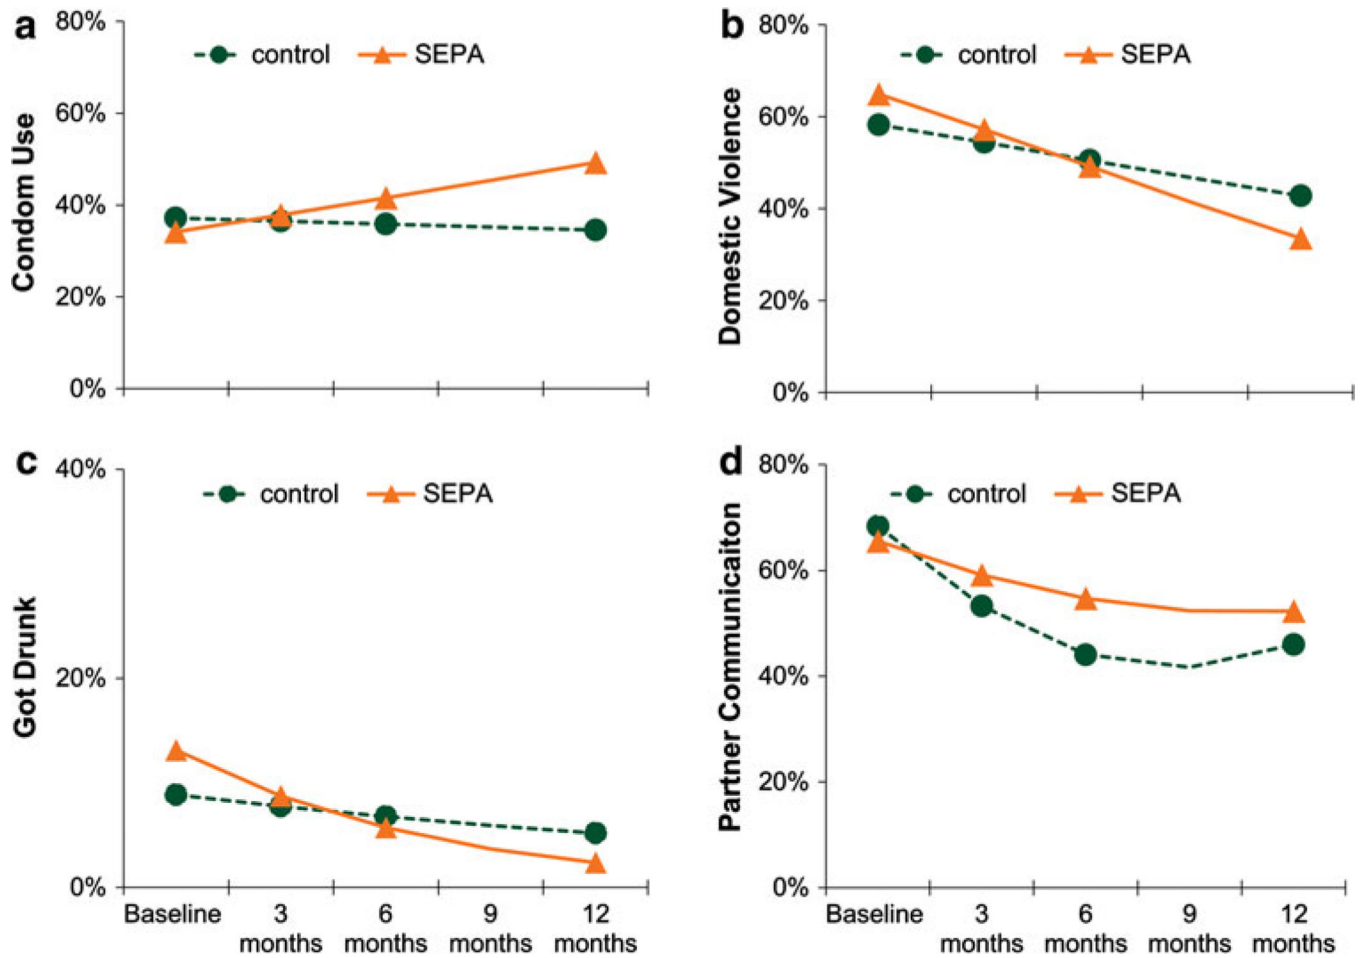 a
80%
60%
40%
20%
0%
Condom Use
control
SEPA
b
80%
60%
40%
20%
0%
Domestic Violence
control
SEPA
c
40%
20%
0%
Got Drunk
control
SEPA
Baseline
3
months
6
months
9
months
12
months
d
80%
60%
40%
20%
0%
Partner Communicaiton
control
SEPA
Baseline
3
months
6
months
9
months
12
months